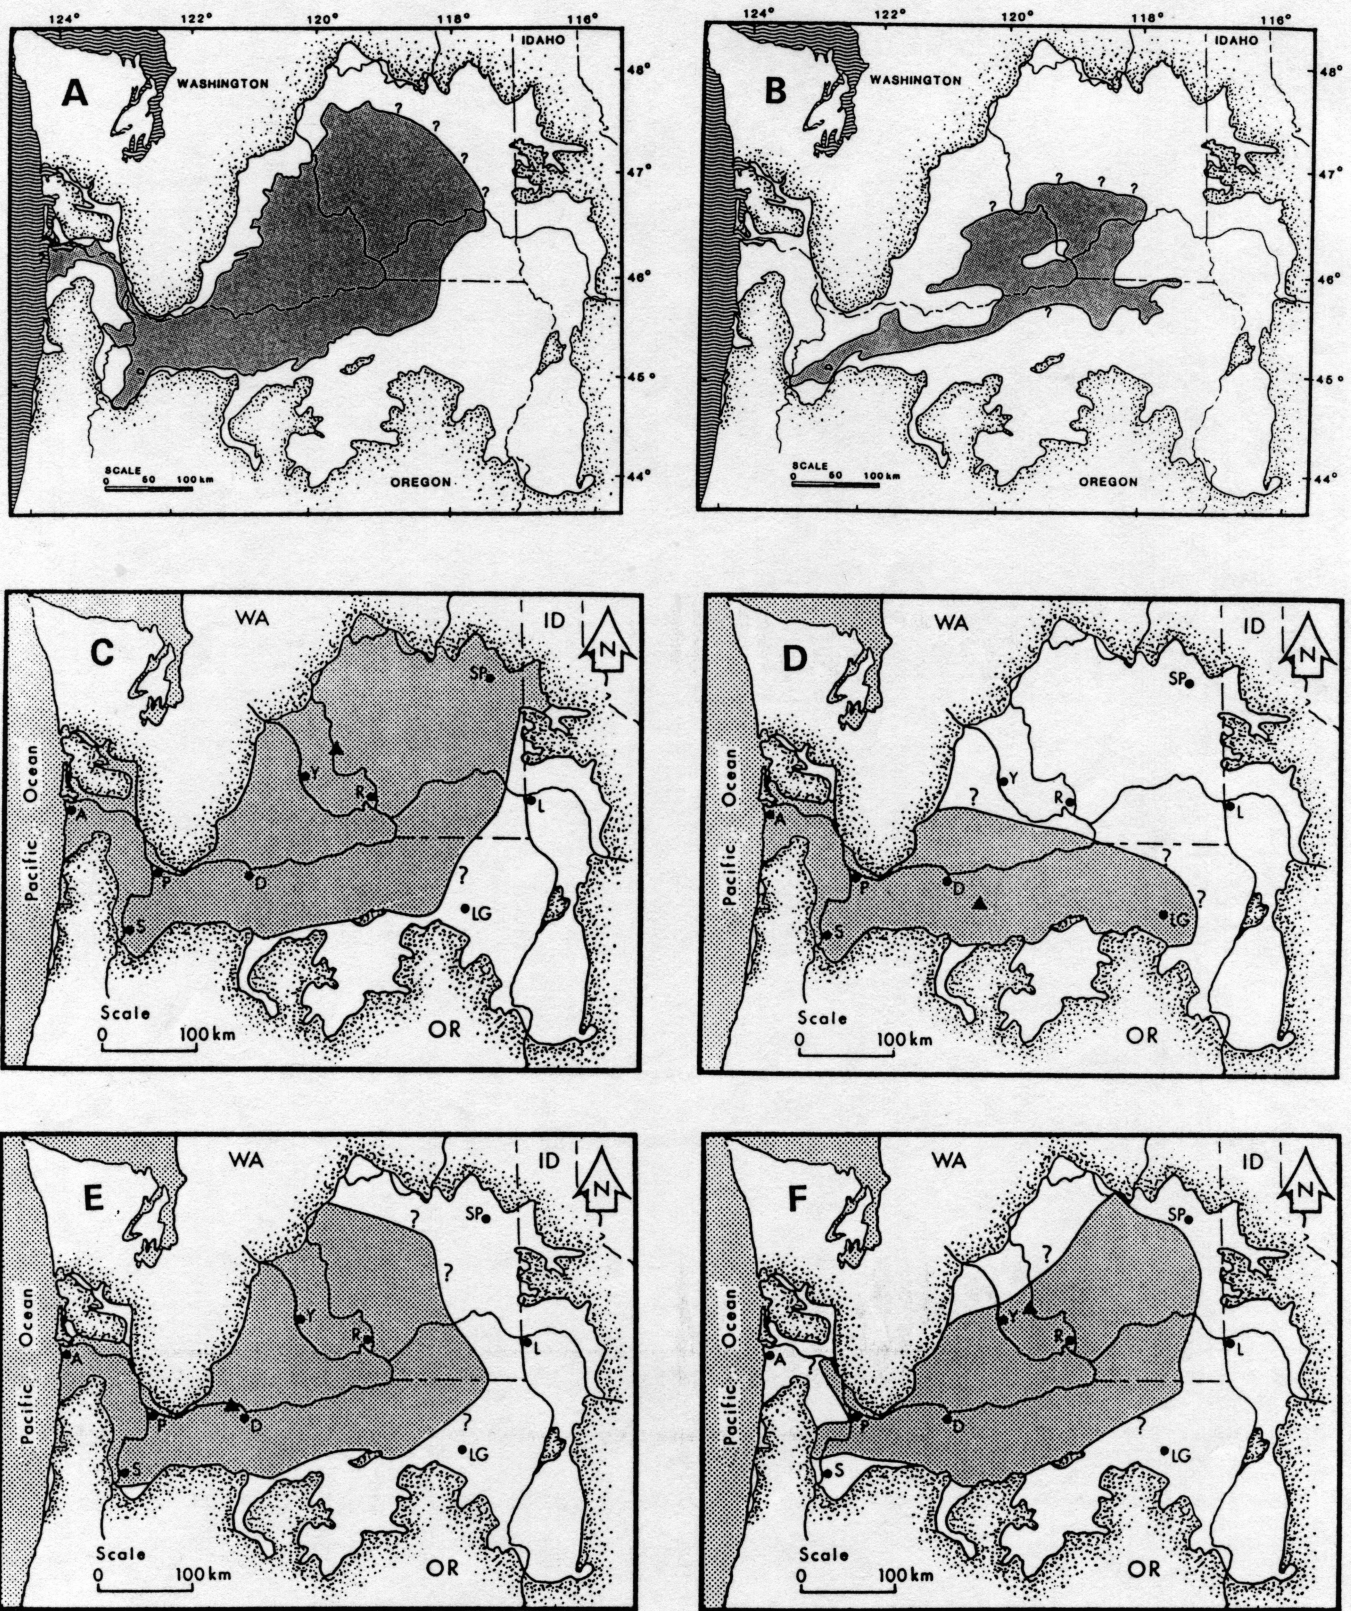 124° 122° 120° 118° 116°
IDAHO
A
WASHINGTON
48°
?
?
47°
?
?
46°
45°
SCALE
0 50 100 km
OREGON
44°
124° 122° 120° 118° 116°
IDAHO
B
WASHINGTON
48°
47°
? ? ?
?
46°
?
45°
SCALE
0 50 100 km
OREGON
44°
WA
ID
C
N
SP
Pacific Ocean
Y
R
A
L
P
D
?
LG
S
Scale
0 100 km
OR
WA
ID
D
N
SP
Pacific Ocean
Y
?
R
A
L
?
P
D
?
LG
S
Scale
0 100 km
OR
WA
ID
E
N
SP
?
?
Pacific Ocean
Y
R
A
L
P
D
?
LG
S
Scale
0 100 km
OR
WA
ID
F
N
SP
?
Pacific Ocean
Y
R
A
?
L
P
D
?
LG
S
Scale
0 100 km
OR